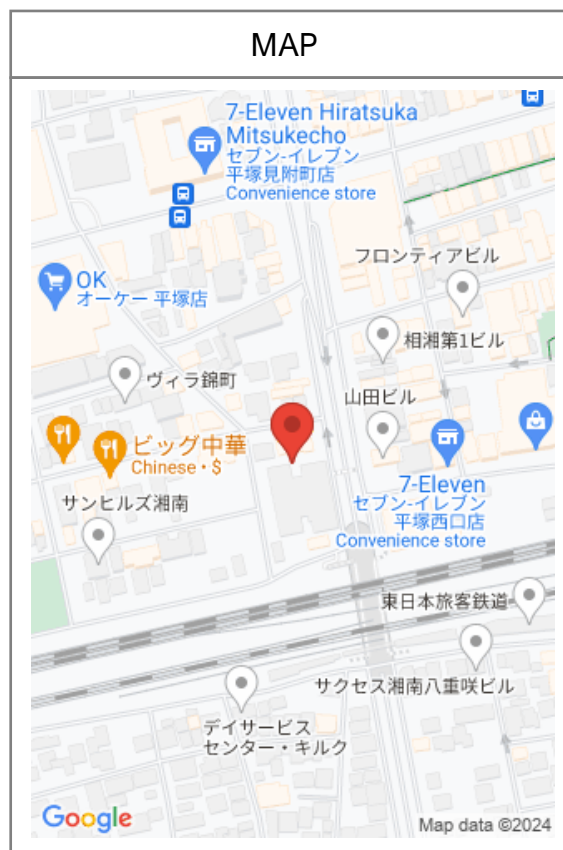 MAP
7-Eleven Hiratsuka
Mitsukecho
セブン-イレブン
平塚見附町店
Convenience store
フロンティアビル
OK
オーケー 平塚店
相湘第1ビル
ヴィラ錦町
山田ビル
ビッグ中華
Chinese・$
7-Eleven
セブン-イレブン
平塚西口店
Convenience store
サンヒルズ湘南
東日本旅客鉄道
サクセス湘南八重咲ビル
デイサービス
センター・キルク
Google
Map data ©2024